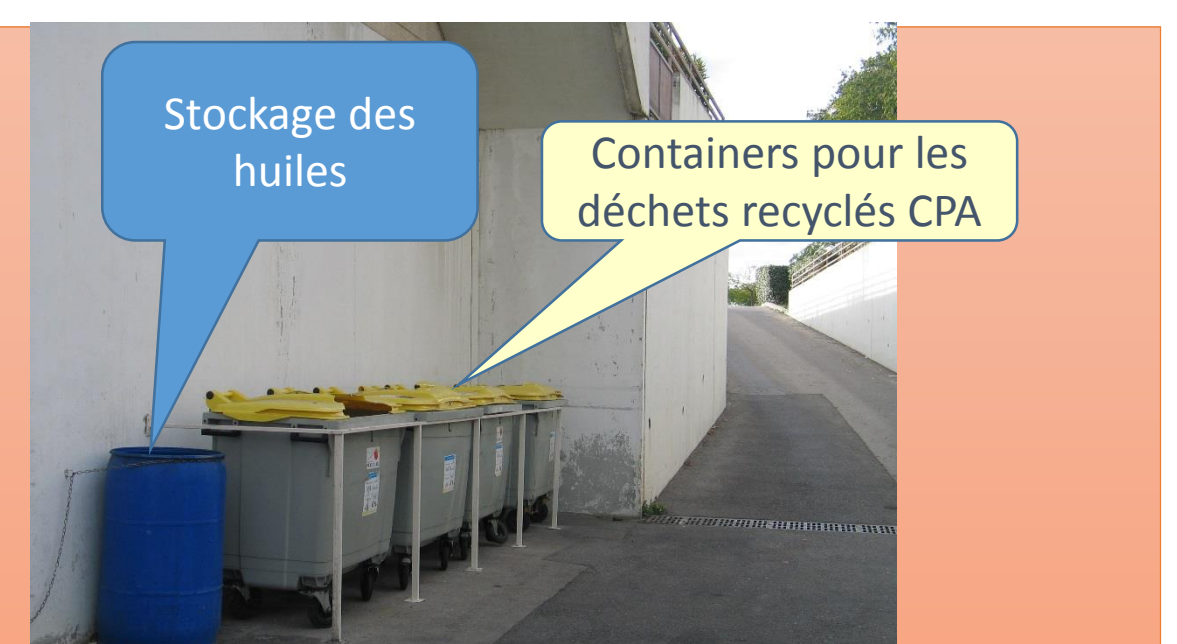 Stockage des
huiles
Containers pour les
déchets recyclés CPA